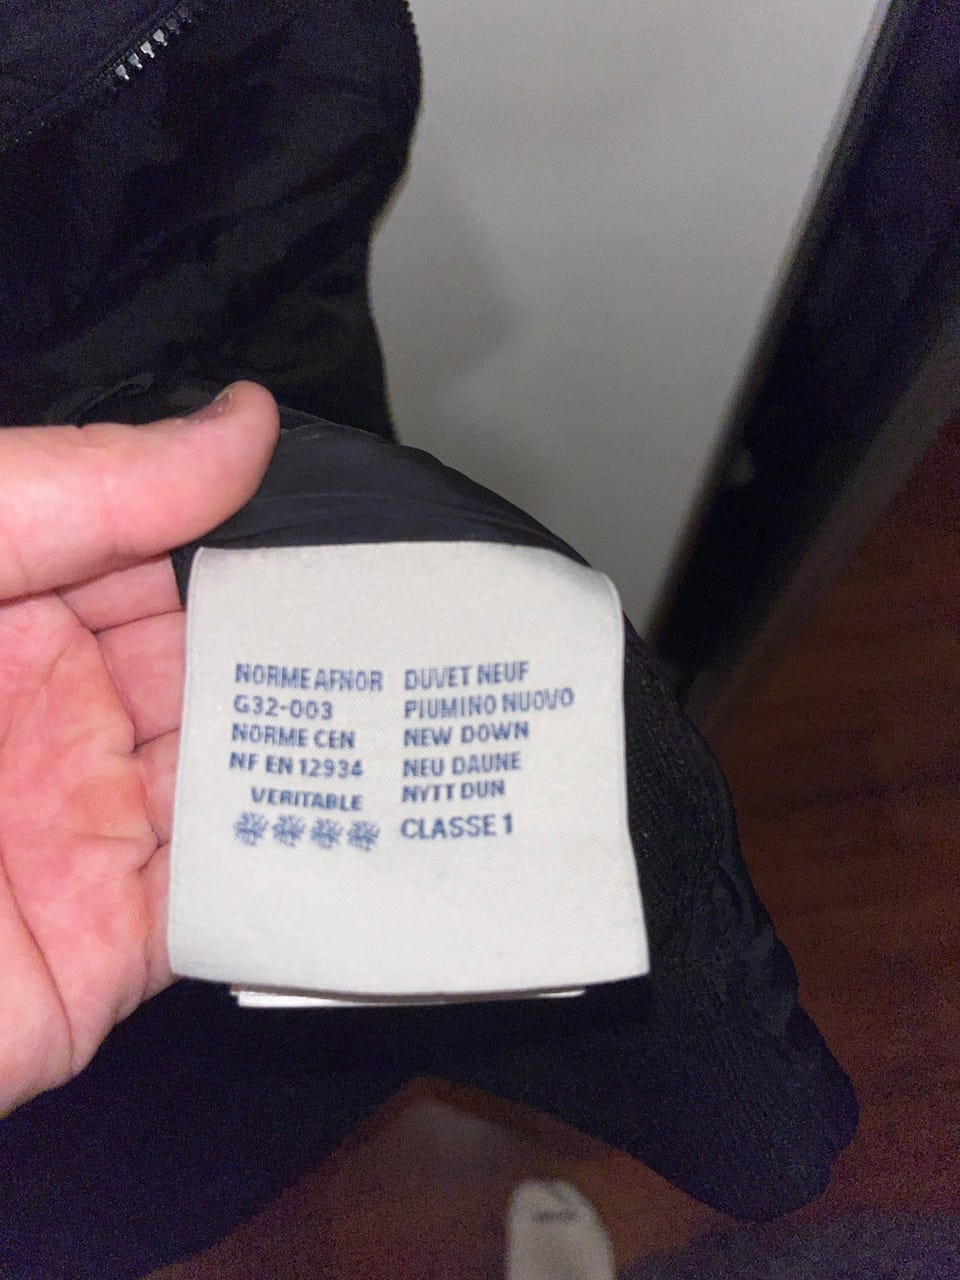 NORME AFNOR
G32-003
NORME CEN
NF EN 12934
VERITABLE
DUVET NEUF
PIUMINO NUOVO
NEW DOWN
NEU DAUNE
NYTT DUN
CLASSE 1